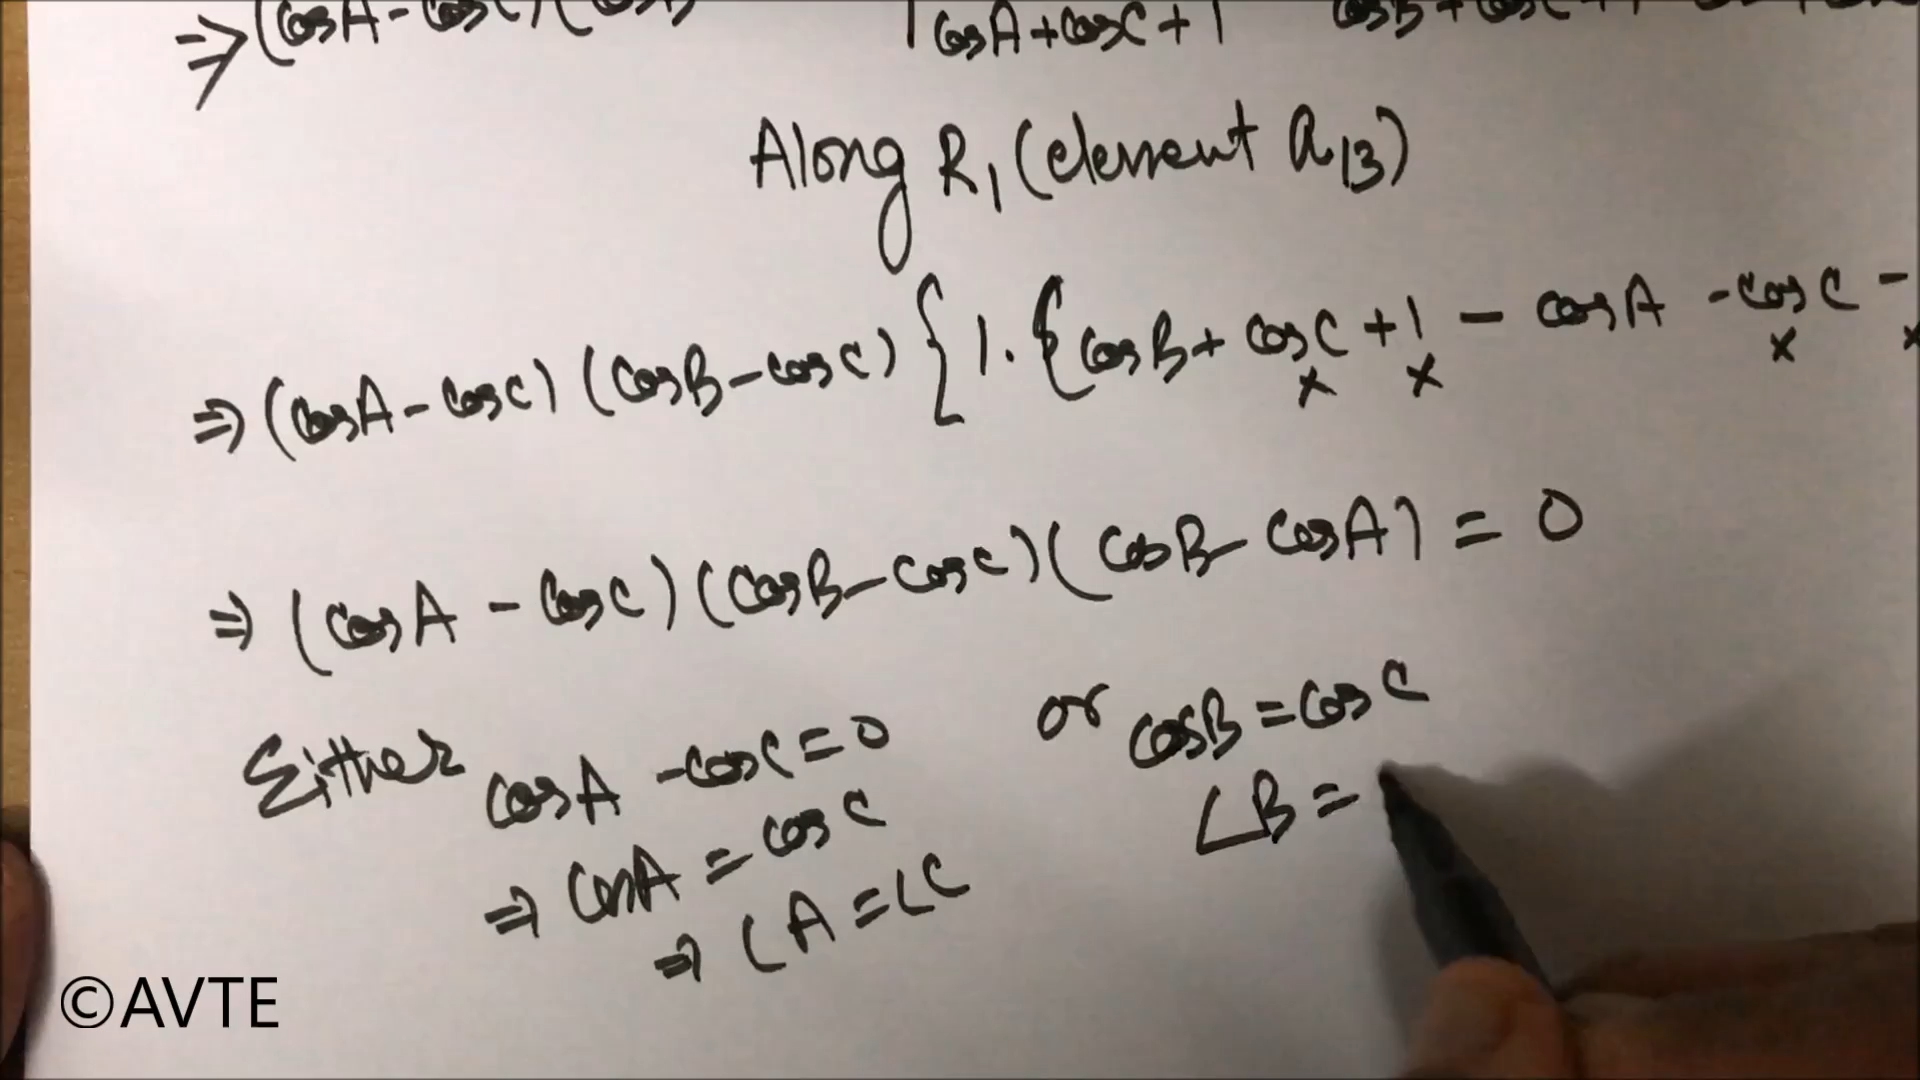 ⇒(cosA-cosC)(cosB cosA+cosC+1 cosB+cosC+1
Along R₁ (element a₁₃)
⇒ (cosA-cosC) (cosB-cosC) { 1. {cosB+ cosC +1 - cosA -cosC -
x x x x
⇒ (cosA - cosC) (cosB-cosC) ( cosB- cosA) = 0
Either cosA -cosC=0 or cosB=cosC
⇒ cosA = cosC ∠B =
⇒ ∠A =∠C
©AVTE